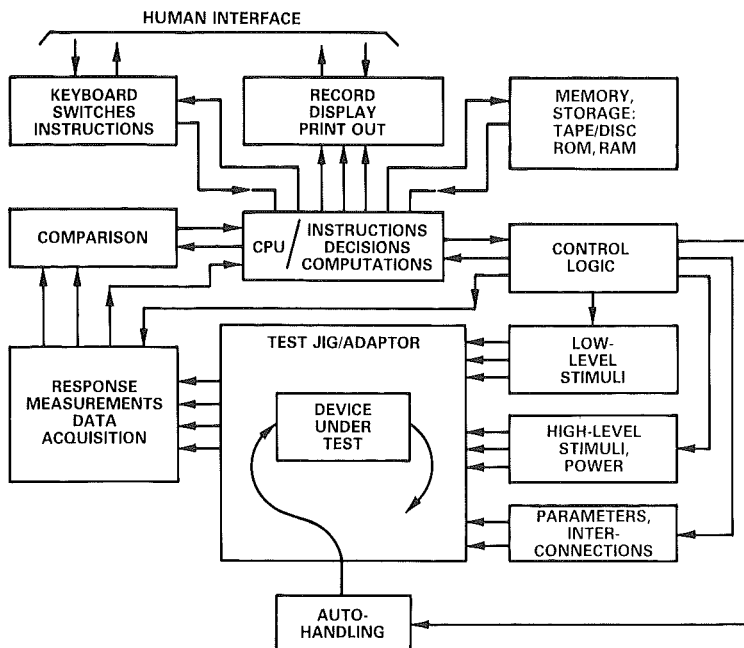 HUMAN INTERFACE
KEYBOARD
SWITCHES
INSTRUCTIONS
RECORD
DISPLAY
PRINT OUT
MEMORY,
STORAGE:
TAPE/DISC
ROM, RAM
COMPARISON
CPU / INSTRUCTIONS
DECISIONS
COMPUTATIONS
CONTROL
LOGIC
TEST JIG/ADAPTOR
LOW-
LEVEL
STIMULI
RESPONSE
MEASUREMENTS
DATA
ACQUISITION
DEVICE
UNDER
TEST
HIGH-LEVEL
STIMULI,
POWER
PARAMETERS,
INTER-
CONNECTIONS
AUTO-
HANDLING